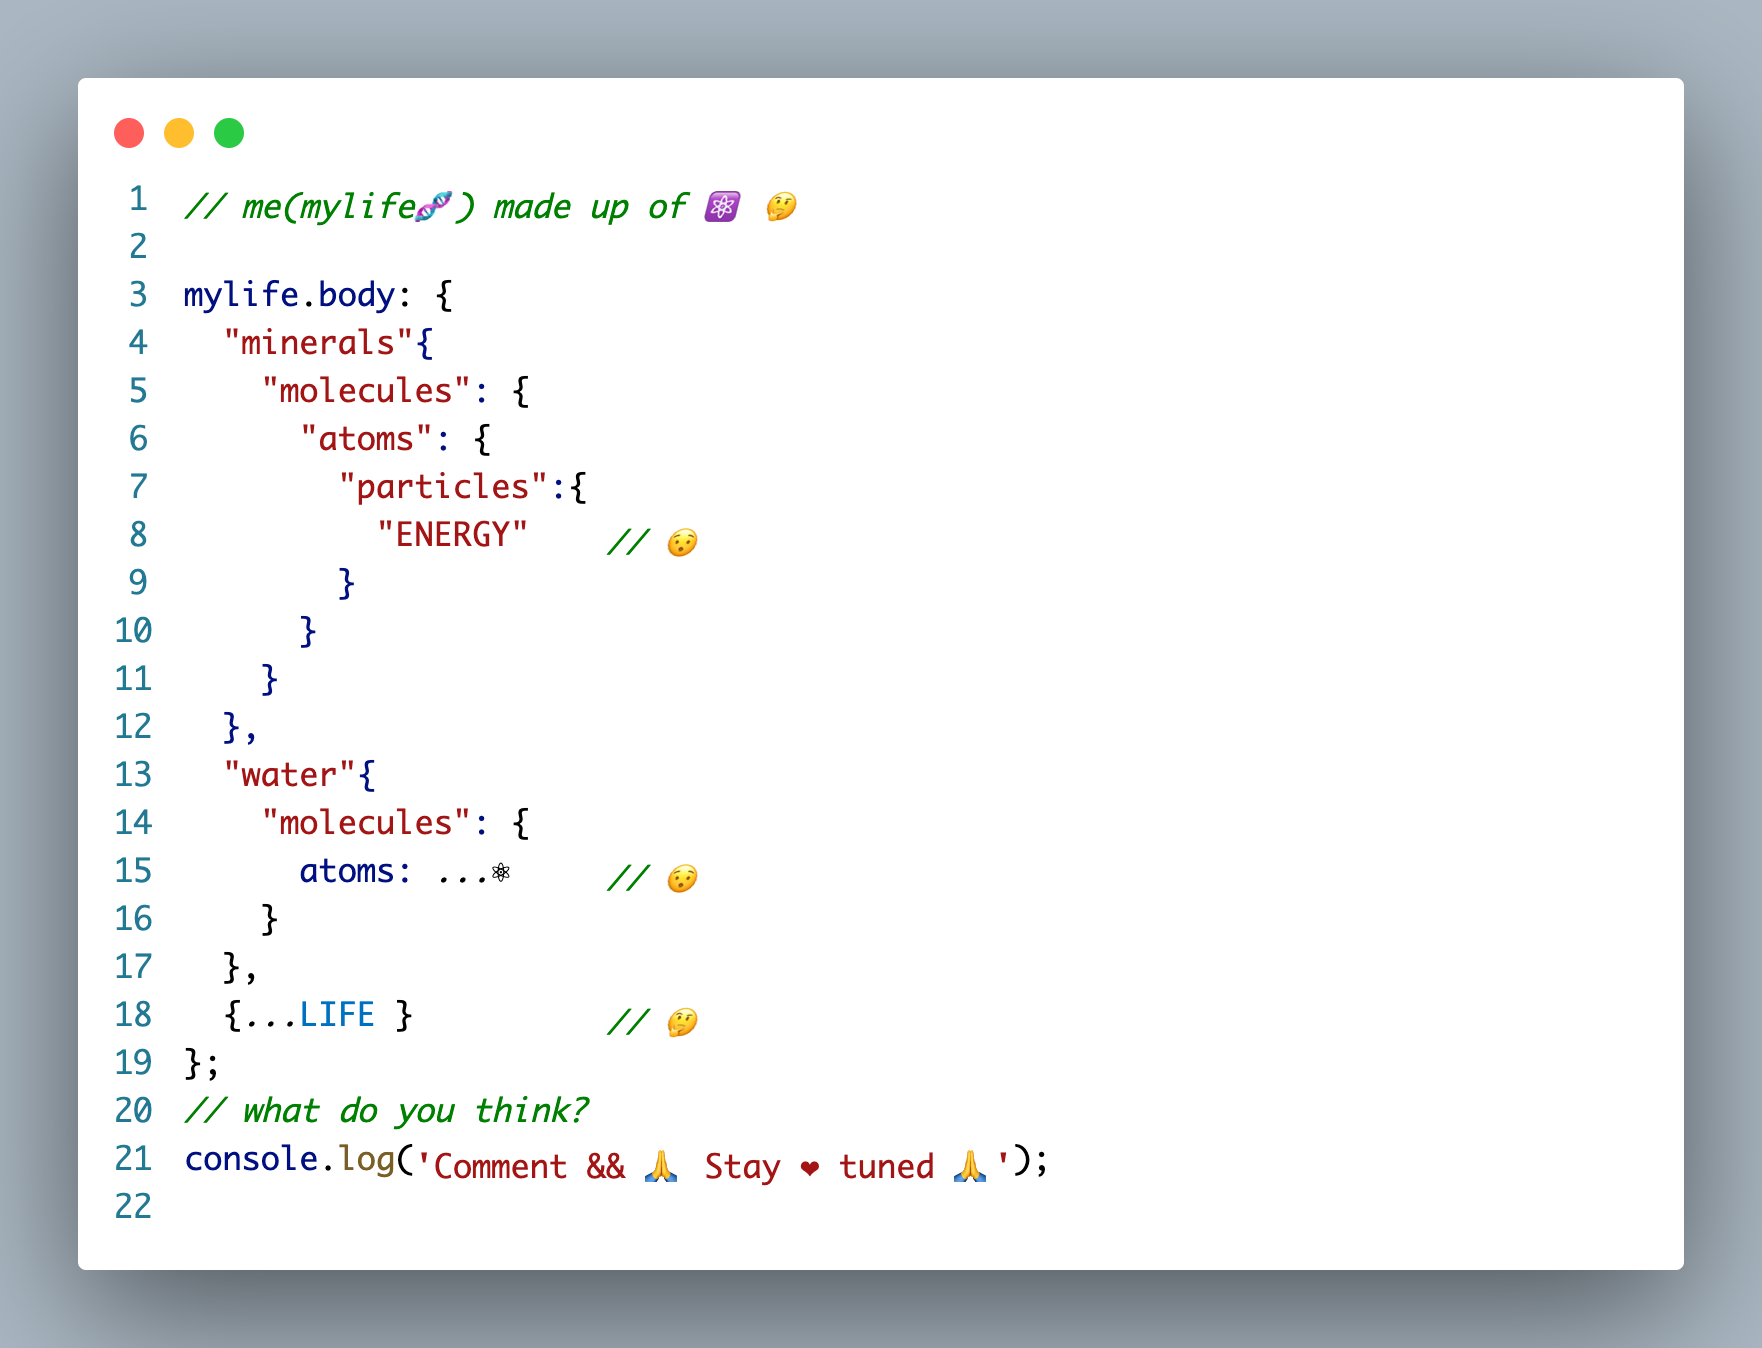 1 // me(mylife🧬) made up of ⚛️ 🤔
2
3 mylife.body: {
4   "minerals"{
5     "molecules": {
6       "atoms": {
7         "particles":{
8           "ENERGY"    // 😯
9         }
10       }
11     }
12   },
13   "water"{
14     "molecules": {
15       atoms: ...⚛     // 😯
16     }
17   },
18   {...LIFE }          // 🤔
19 };
20 // what do you think?
21 console.log('Comment && 🙏 Stay ❤ tuned 🙏');
22